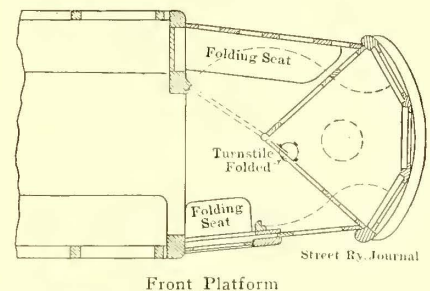 Folding Seat
Turnstile
Folded
Folding
Seat
Street Ry. Journal
Front Platform